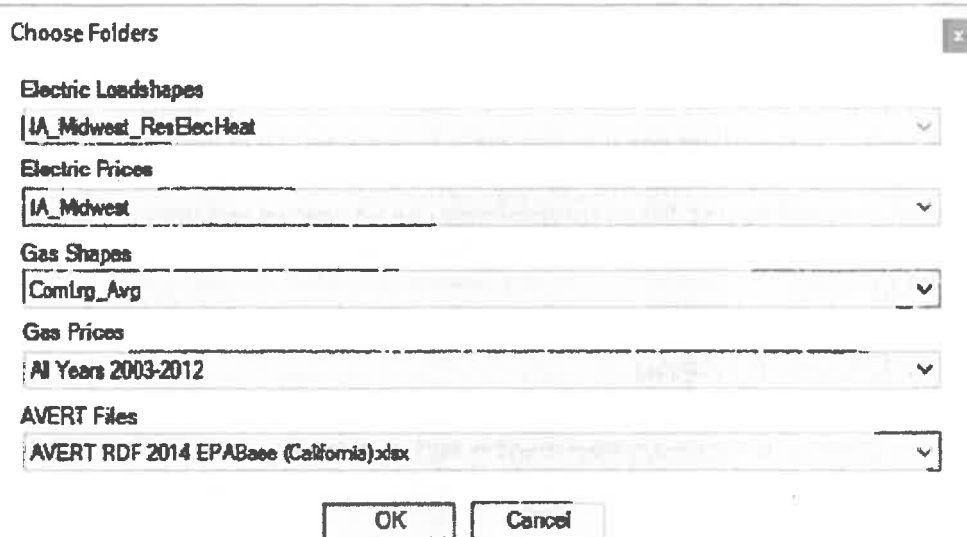 Choose Folders
x
Electric Loadshapes
IA_Midwest_ResElecHeat
Electric Prices
IA_Midwest
Gas Shapes
ComLrg_Avg
Gas Prices
All Years 2003-2012
AVERT Files
AVERT RDF 2014 EPABase (California).xlsx
OK
Cancel